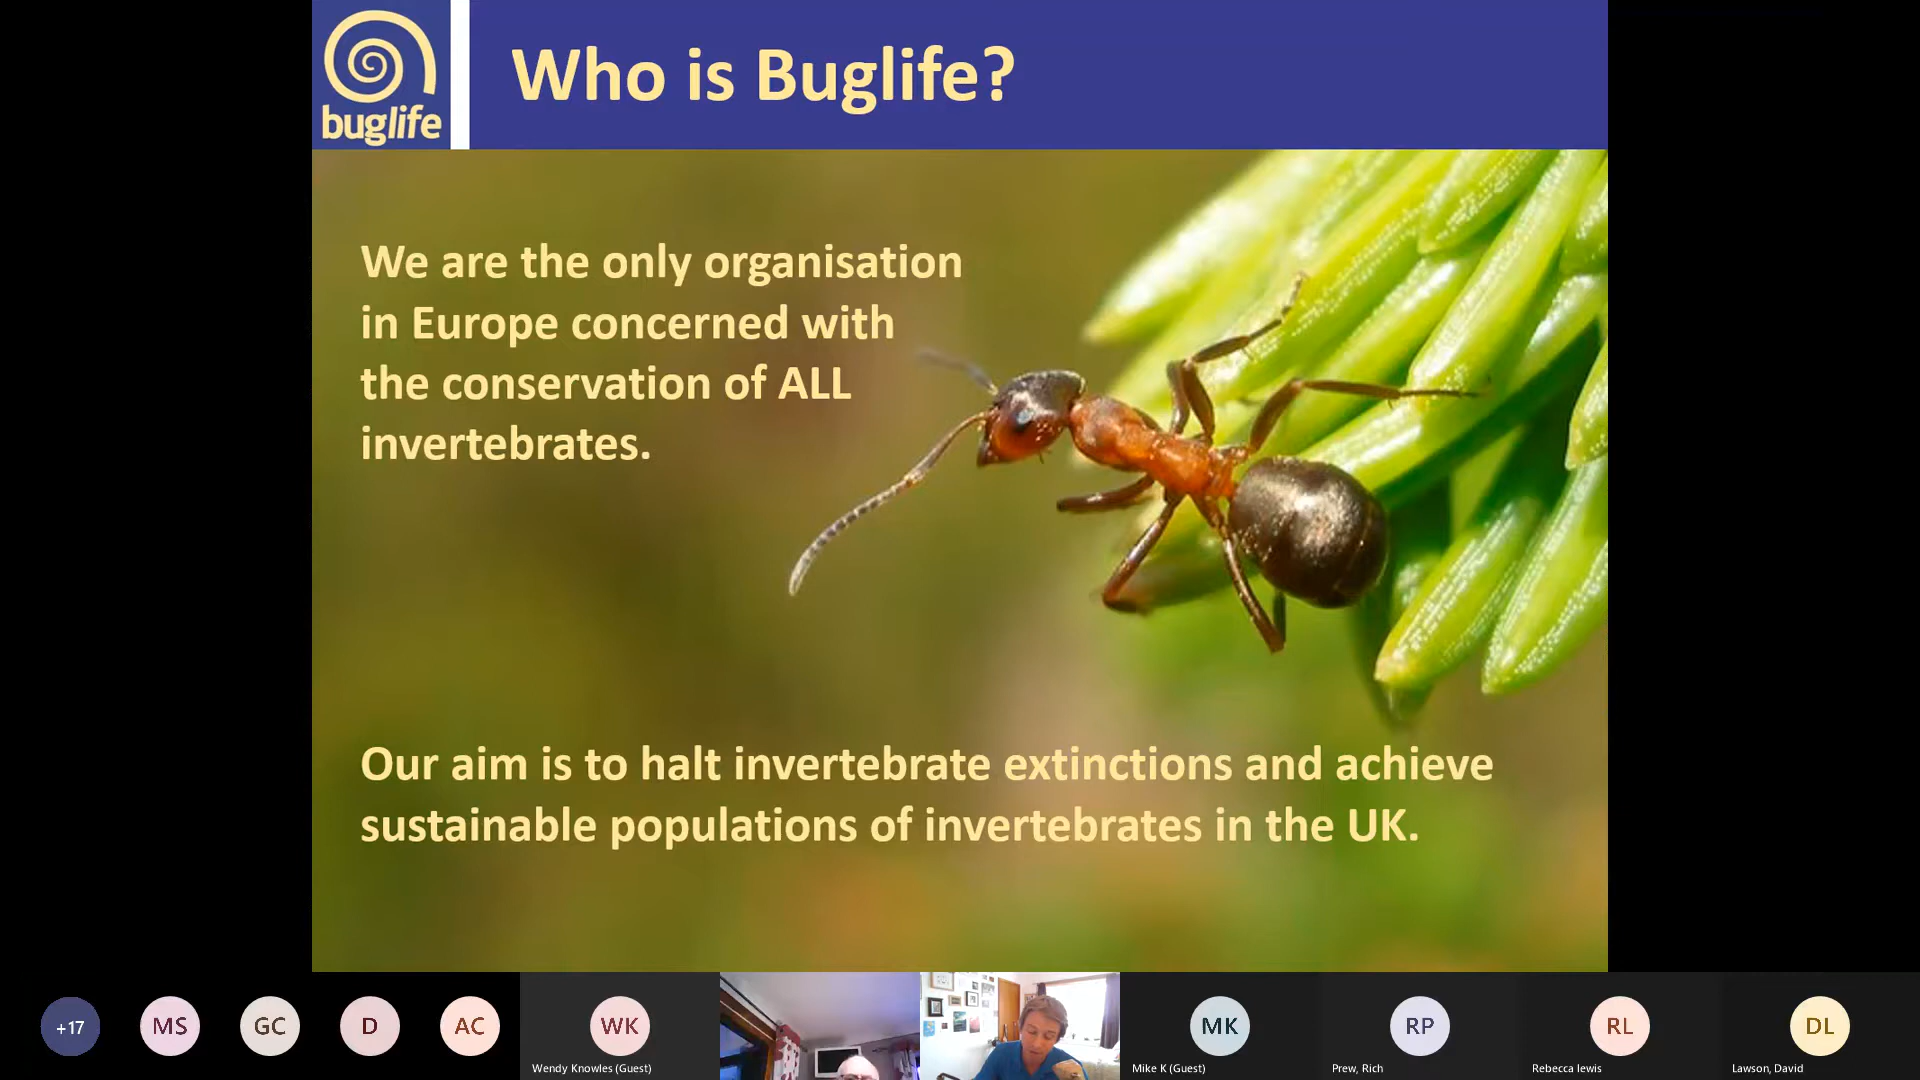 buglife
Who is Buglife?
We are the only organisation
in Europe concerned with
the conservation of ALL
invertebrates.
Our aim is to halt invertebrate extinctions and achieve
sustainable populations of invertebrates in the UK.
+17
MS
GC
D
AC
WK
Wendy Knowles (Guest)
MK
Mike K (Guest)
RP
Prew, Rich
RL
Rebecca lewis
DL
Lawson, David